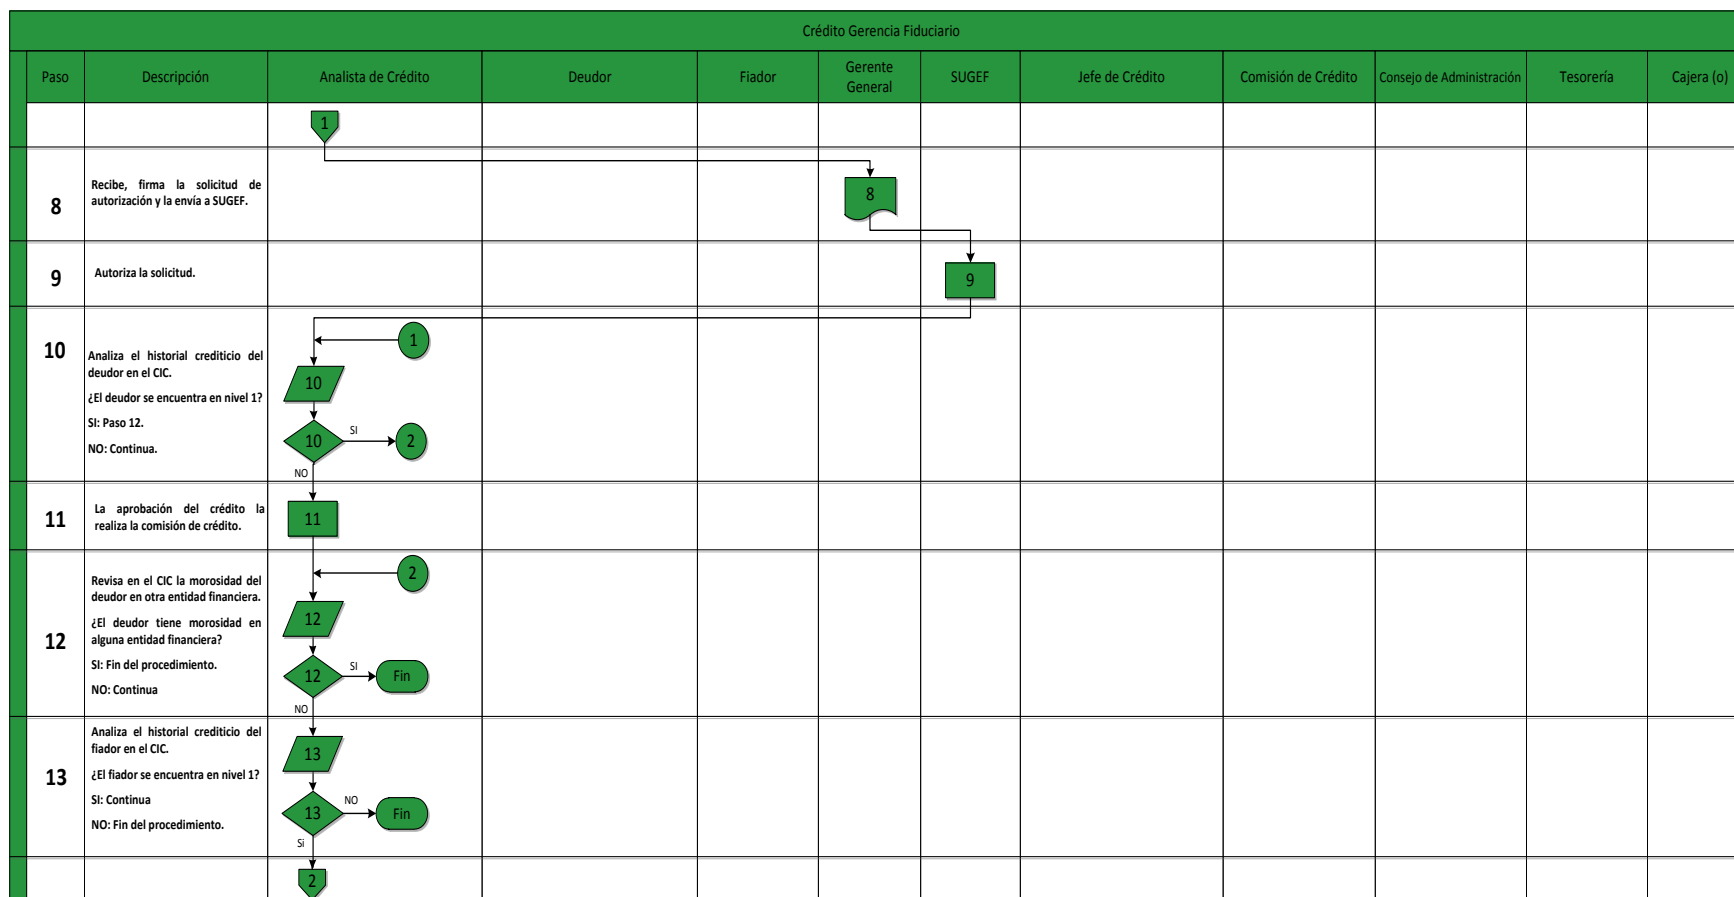 Crédito Gerencia Fiduciario
Paso
Descripción
Analista de Crédito
Deudor
Fiador
Gerente
General
SUGEF
Jefe de Crédito
Comisión de Crédito
Consejo de Administración
Tesorería
Cajera (o)
1
8
Recibe, firma la solicitud de
autorización y la envía a SUGEF.
8
9
Autoriza la solicitud.
9
10
Analiza el historial crediticio del
deudor en el CIC.
¿El deudor se encuentra en nivel 1?
SI: Paso 12.
NO: Continua.
1
10
10
SI
2
NO
11
La aprobación del crédito la
realiza la comisión de crédito.
11
12
Revisa en el CIC la morosidad del
deudor en otra entidad financiera.
¿El deudor tiene morosidad en
alguna entidad financiera?
SI: Fin del procedimiento.
NO: Continua
2
12
12
SI
Fin
NO
13
Analiza el historial crediticio del
fiador en el CIC.
¿El fiador se encuentra en nivel 1?
SI: Continua
NO: Fin del procedimiento.
13
13
NO
Fin
Si
2